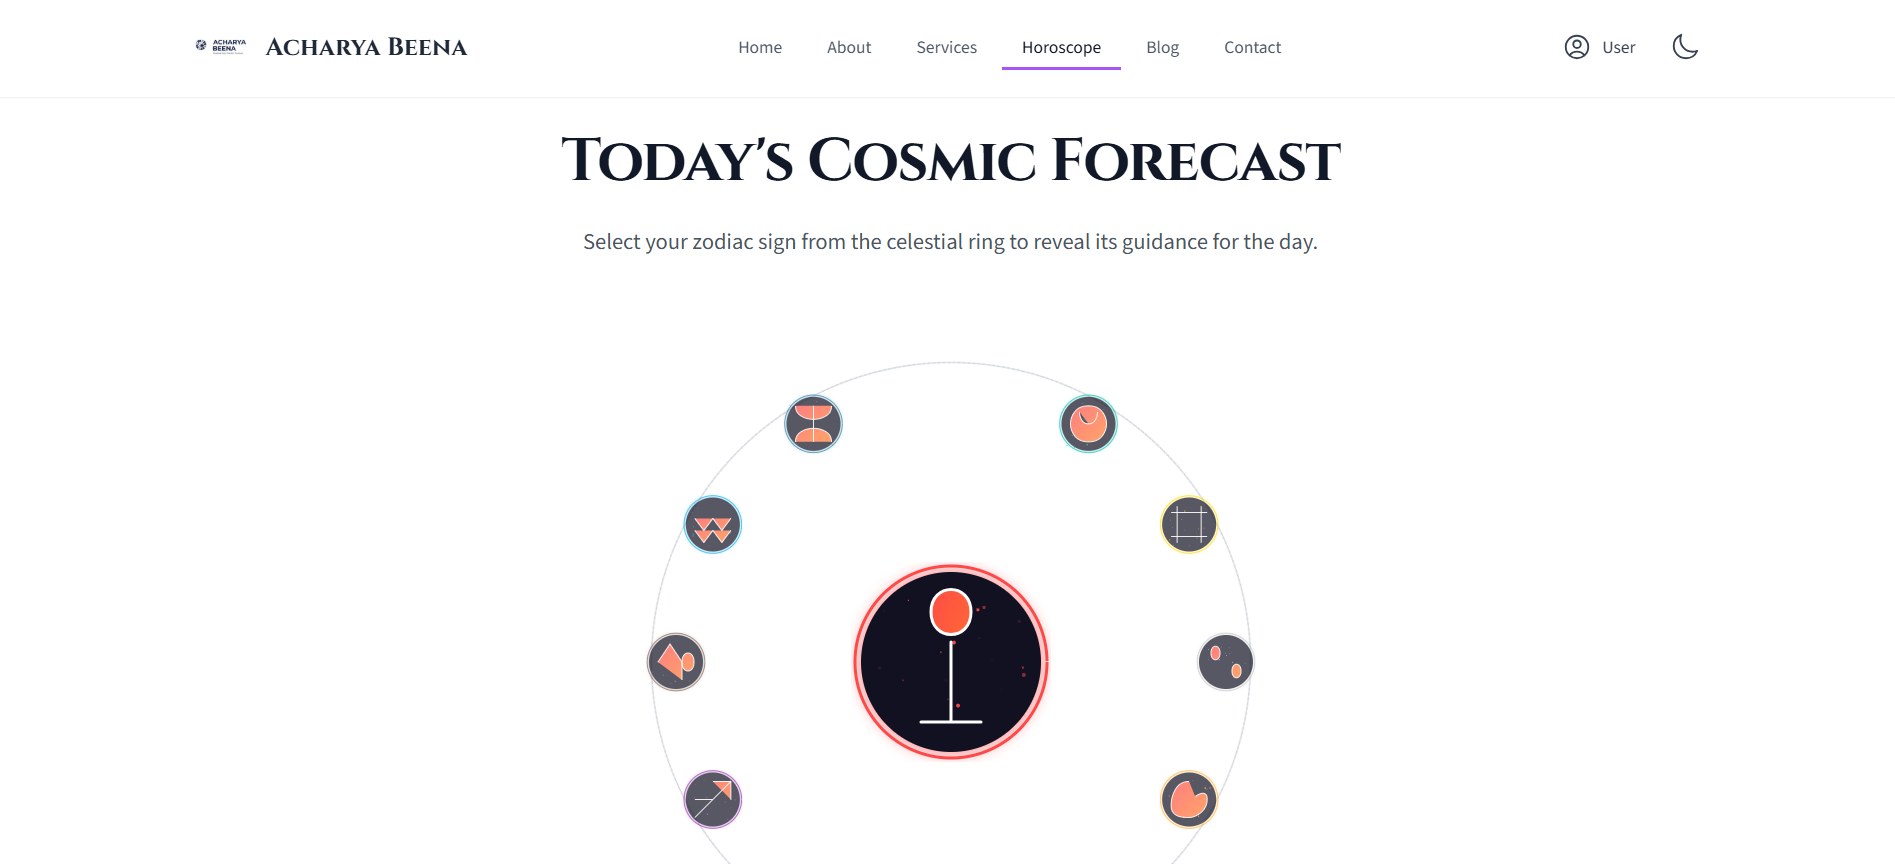 ACHARYA
BEENA
Acharya Beena
Home
About
Services
Horoscope
Blog
Contact
User
Today's Cosmic Forecast
Select your zodiac sign from the celestial ring to reveal its guidance for the day.